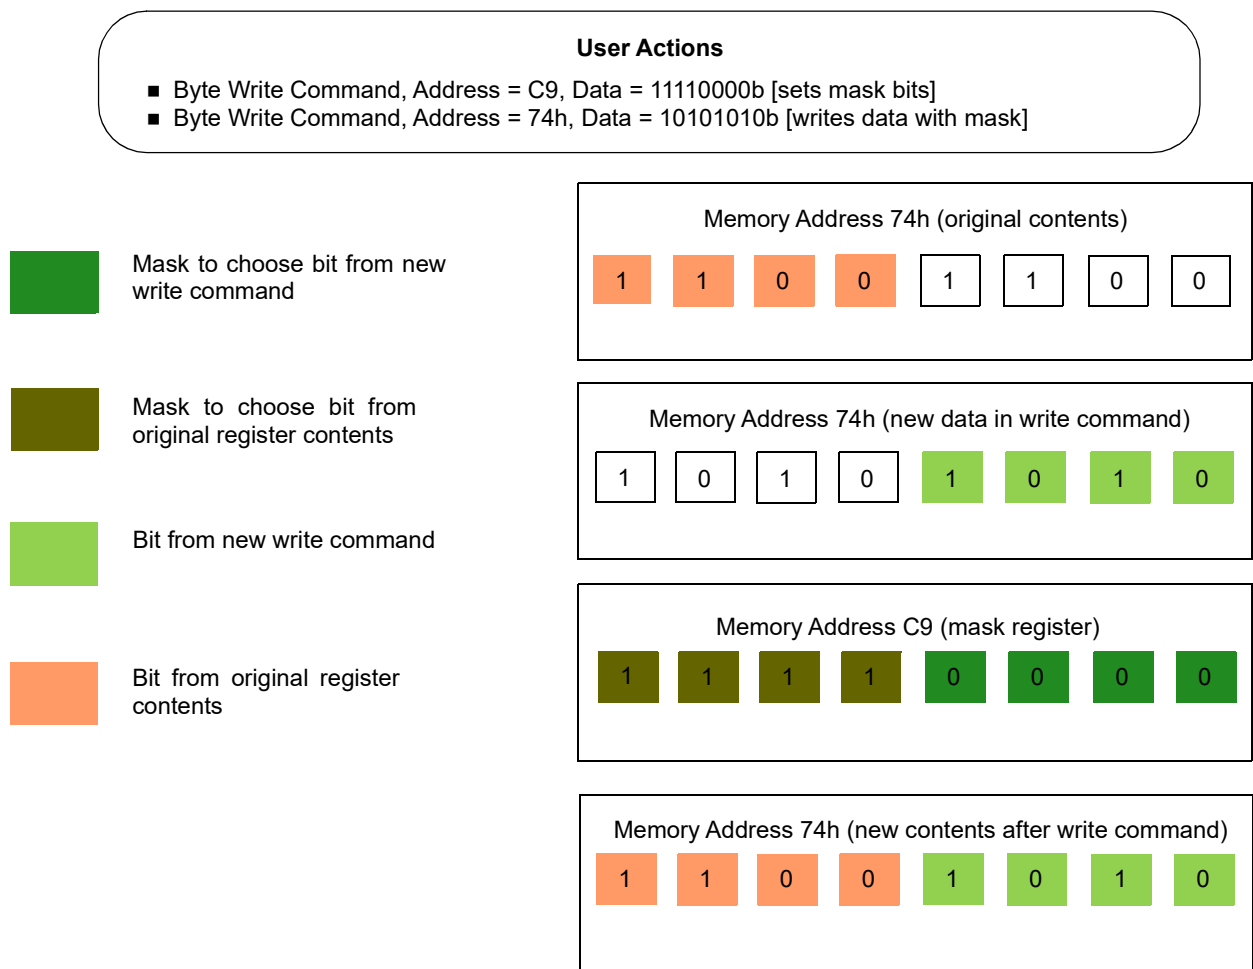 User Actions
■ Byte Write Command, Address = C9, Data = 11110000b [sets mask bits]
■ Byte Write Command, Address = 74h, Data = 10101010b [writes data with mask]
Mask to choose bit from new
write command
Mask to choose bit from
original register contents
Bit from new write command
Bit from original register
contents
Memory Address 74h (original contents)
1 1 0 0 1 1 0 0
Memory Address 74h (new data in write command)
1 0 1 0 1 0 1 0
Memory Address C9 (mask register)
1 1 1 1 0 0 0 0
Memory Address 74h (new contents after write command)
1 1 0 0 1 0 1 0